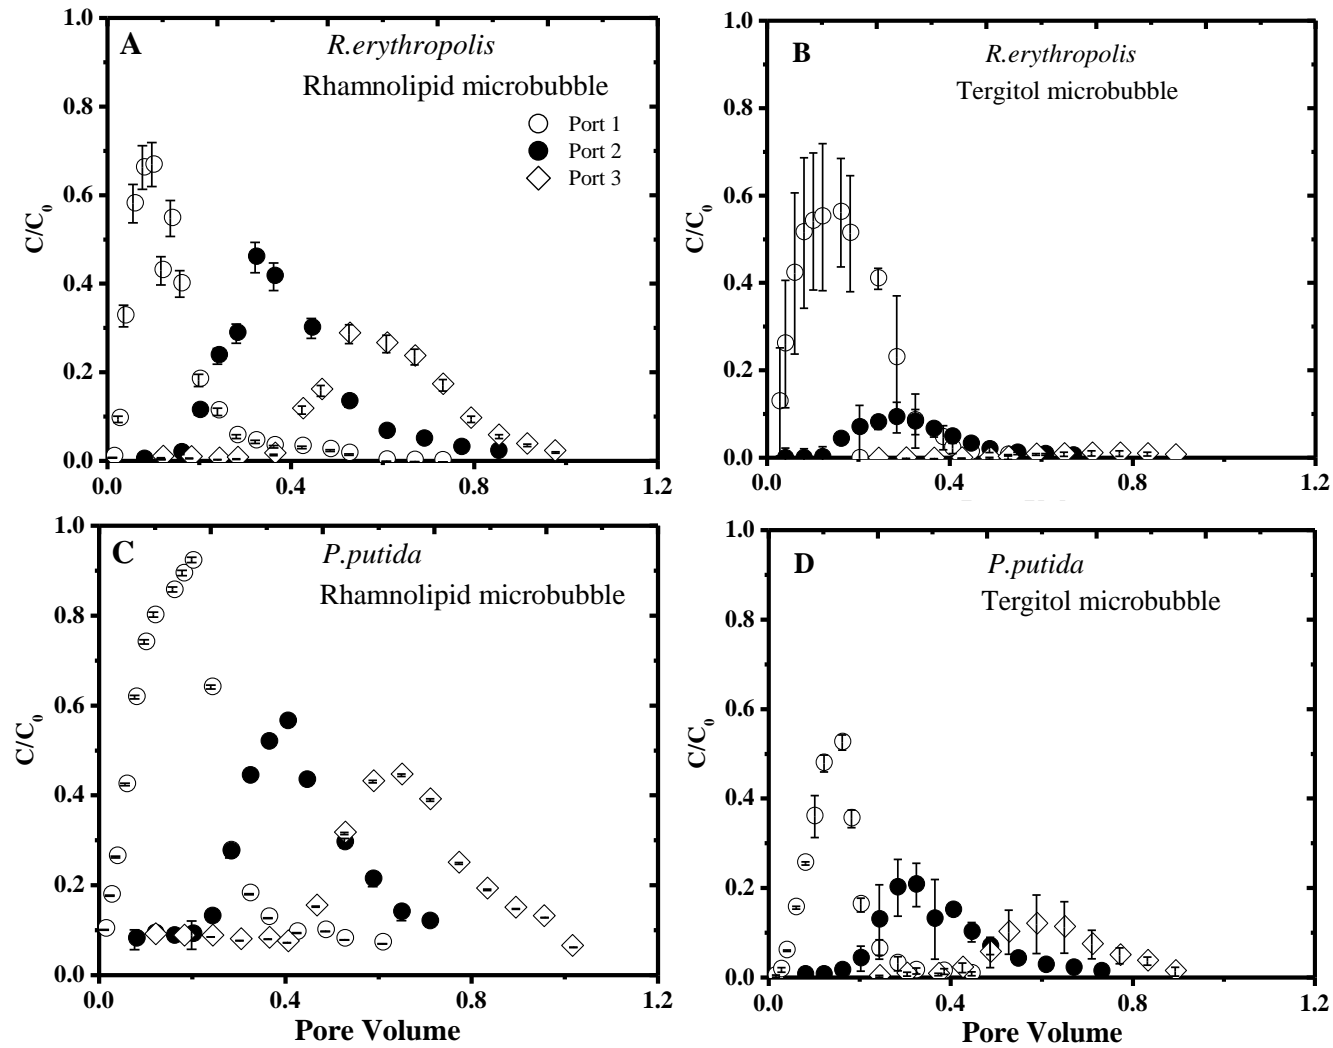 A
R.erythropolis
Rhamnolipid microbubble
Port 1
Port 2
Port 3
C/C0
1.0
0.8
0.6
0.4
0.2
0.0
0.0 0.4 0.8 1.2
B
R.erythropolis
Tergitol microbubble
C/C0
1.0
0.8
0.6
0.4
0.2
0.0
0.0 0.4 0.8 1.2
C
P.putida
Rhamnolipid microbubble
C/C0
1.0
0.8
0.6
0.4
0.2
0.0
0.0 0.4 0.8 1.2
Pore Volume
D
P.putida
Tergitol microbubble
C/C0
1.0
0.8
0.6
0.4
0.2
0.0
0.0 0.4 0.8 1.2
Pore Volume